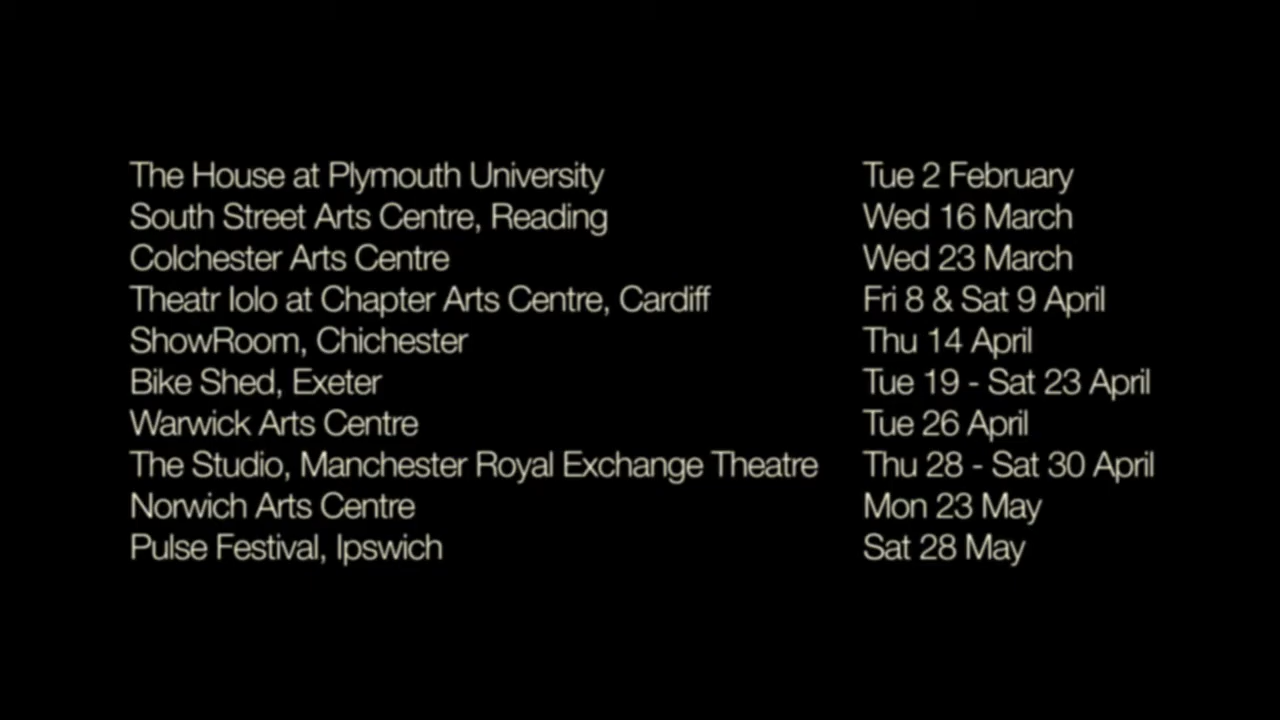 The House at Plymouth University Tue 2 February
South Street Arts Centre, Reading Wed 16 March
Colchester Arts Centre Wed 23 March
Theatr Iolo at Chapter Arts Centre, Cardiff Fri 8 & Sat 9 April
ShowRoom, Chichester Thu 14 April
Bike Shed, Exeter Tue 19 - Sat 23 April
Warwick Arts Centre Tue 26 April
The Studio, Manchester Royal Exchange Theatre Thu 28 - Sat 30 April
Norwich Arts Centre Mon 23 May
Pulse Festival, Ipswich Sat 28 May